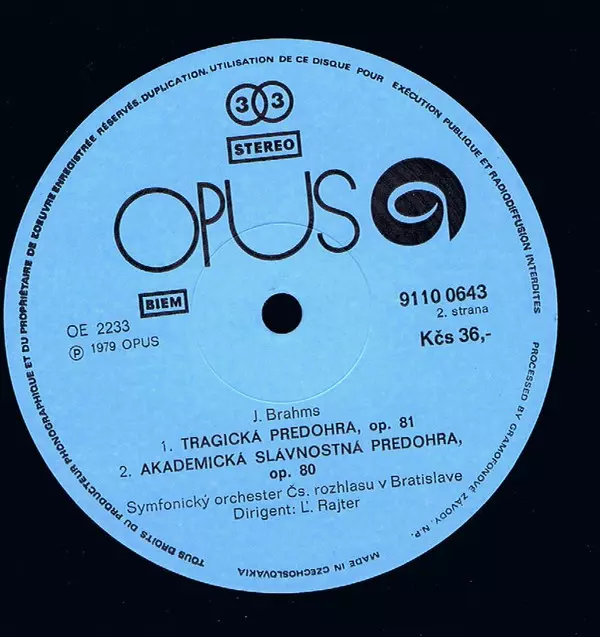 TOUS DROITS DU PRODUCTEUR PHONOGRAPHIQUE ET DU PROPRIÉTAIRE DE L'OEUVRE ENREGISTRÉE RÉSERVÉS. DUPLICATION. UTILISATION DE CE DISQUE POUR EXÉCUTION PUBLIQUE ET RADIODIFFUSION INTERDITES
33
STEREO
OPUS
BIEM
OE 2233
Ⓟ 1979 OPUS
9110 0643
2. strana
Kčs 36,-
J. Brahms
1. TRAGICKÁ PREDOHRA, op. 81
2. AKADEMICKÁ SLÁVNOSTNÁ PREDOHRA,
op. 80
Symfonický orchester Čs. rozhlasu v Bratislave
Dirigent: Ľ. Rajter
PROCESSED BY GRAMOFONOVÉ ZÁVODY, N.P.
MADE IN CZECHOSLOVAKIA